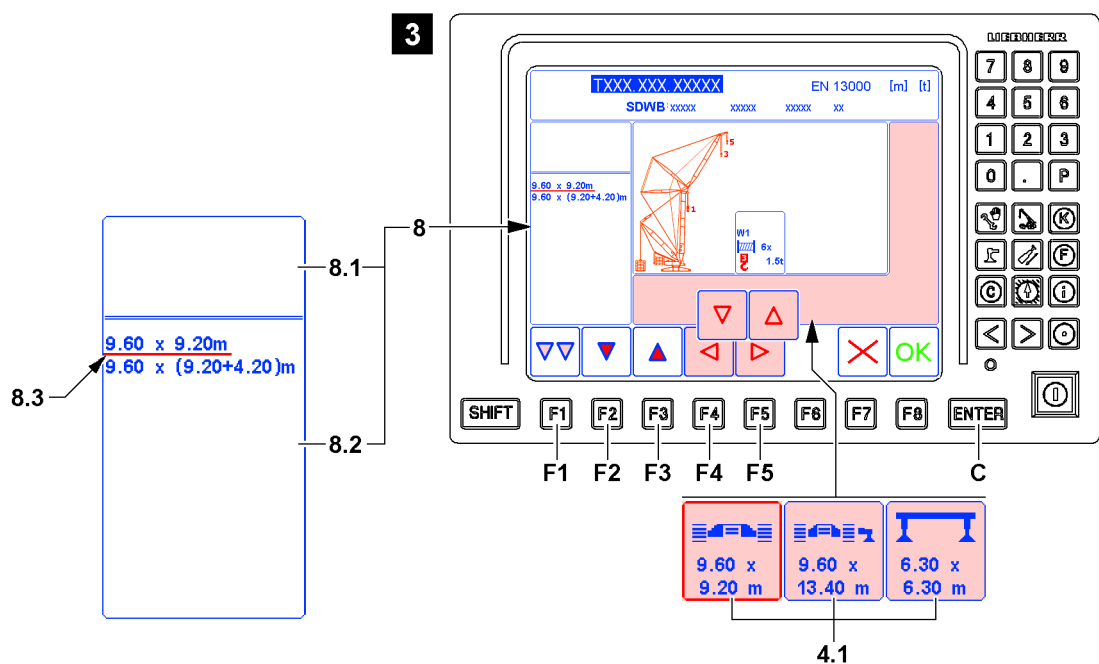 3
LIEBHERR
TXXX.XXX.XXXXX EN 13000 [m] [t]
SDWB xxxxx xxxxx xxxxx xx
9.60 x 9.20m
9.60 x (9.20+4.20)m
5
3
1
W1
6x
3
1.5t
OK
7 8 9
4 5 6
1 2 3
0 . P
K
F
C i
SHIFT F1 F2 F3 F4 F5 F6 F7 F8 ENTER
F1 F2 F3 F4 F5 C
8
8.1
9.60 x 9.20m
9.60 x (9.20+4.20)m
8.3
8.2
9.60 x
9.20 m
9.60 x
13.40 m
6.30 x
6.30 m
4.1